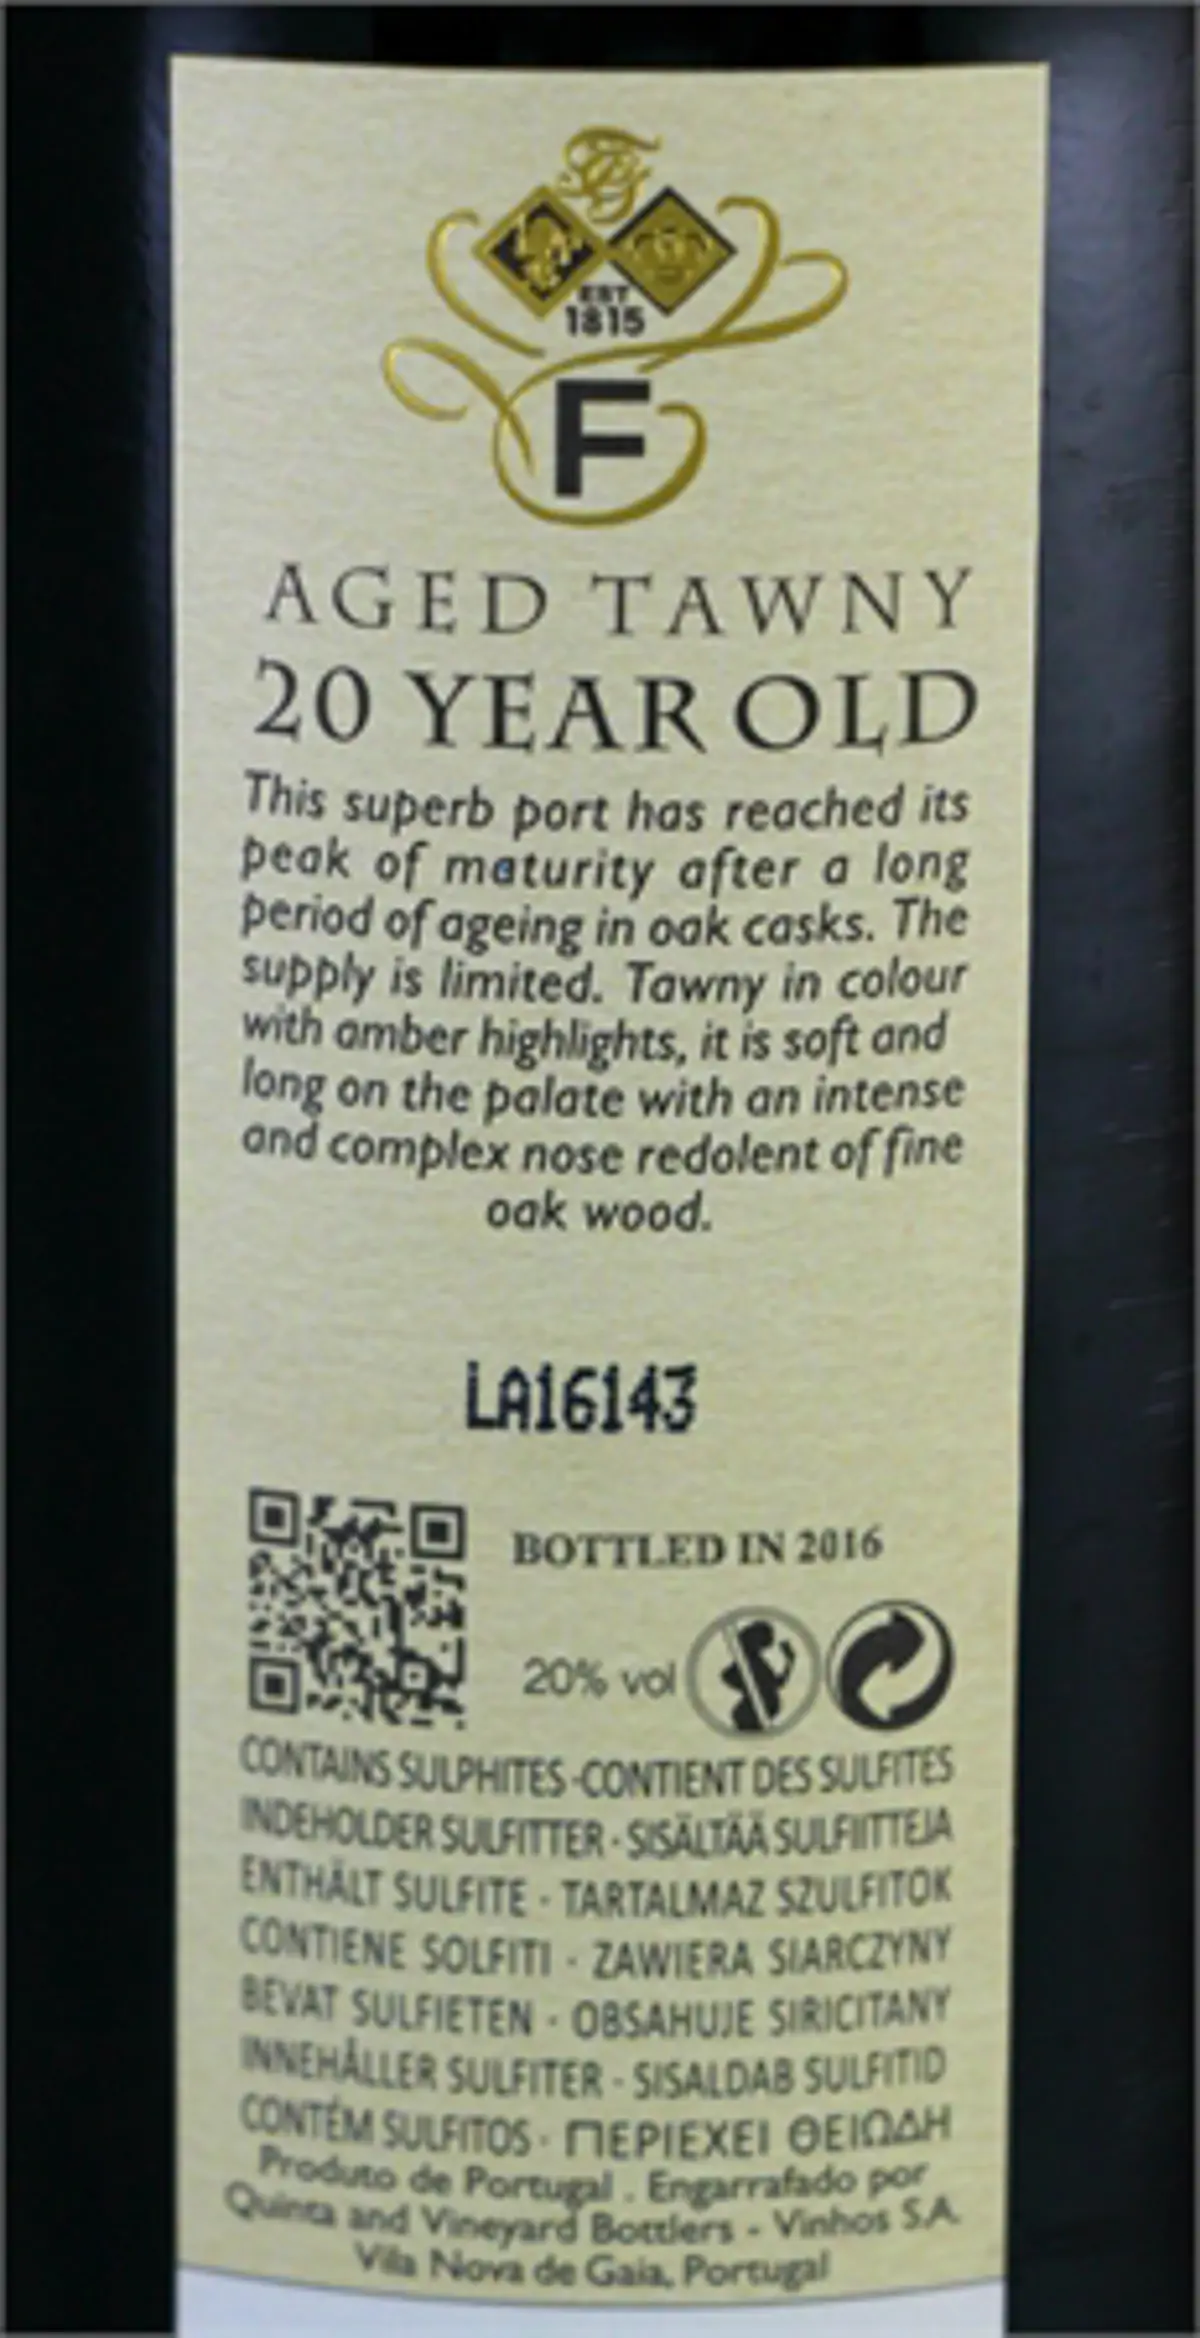 EST
1815
F
AGED TAWNY
20 YEAR OLD
This superb port has reached its
peak of maturity after a long
period of ageing in oak casks. The
supply is limited. Tawny in colour
with amber highlights, it is soft and
long on the palate with an intense
and complex nose redolent of fine
oak wood.
LA16143
BOTTLED IN 2016
20% vol
CONTAINS SULPHITES -CONTIENT DES SULFITES
INDEHOLDER SULFITTER · SISÄLTÄÄ SULFIITTEJA
ENTHÄLT SULFITE · TARTALMAZ SZULFITOK
CONTIENE SOLFITI · ZAWIERA SIARCZYNY
BEVAT SULFIETEN · OBSAHUJE SIRICITANY
INNEHÅLLER SULFITER · SISALDAB SULFITID
CONTÉM SULFITOS · ΠΕΡΙΕΧΕΙ ΘΕΙΩΔΗ
Produto de Portugal . Engarrafado por
Quinta and Vineyard Bottlers - Vinhos S.A.
Vila Nova de Gaia, Portugal